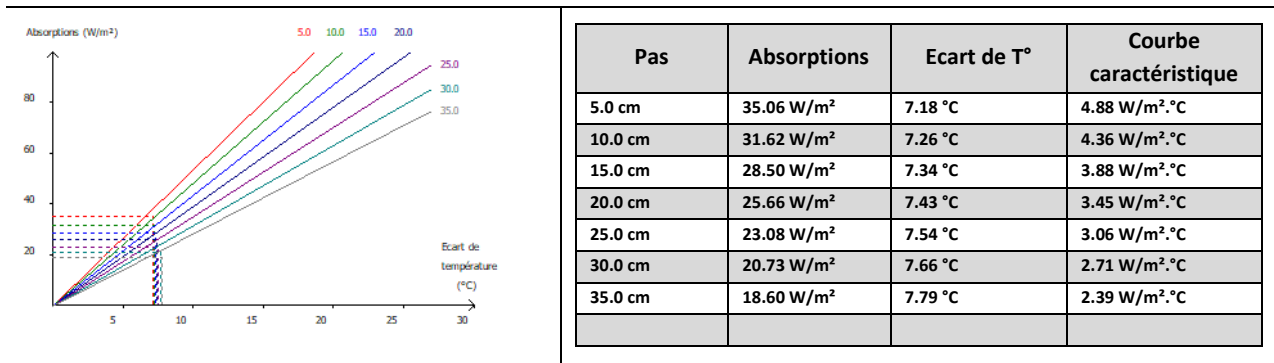 Absorptions (W/m²)
5.0 10.0 15.0 20.0
25.0
30.0
35.0
80
60
40
20
Ecart de
température
(°C)
5 10 15 20 25 30
Pas Absorptions Ecart de T° Courbe caractéristique
5.0 cm 35.06 W/m² 7.18 °C 4.88 W/m².°C
10.0 cm 31.62 W/m² 7.26 °C 4.36 W/m².°C
15.0 cm 28.50 W/m² 7.34 °C 3.88 W/m².°C
20.0 cm 25.66 W/m² 7.43 °C 3.45 W/m².°C
25.0 cm 23.08 W/m² 7.54 °C 3.06 W/m².°C
30.0 cm 20.73 W/m² 7.66 °C 2.71 W/m².°C
35.0 cm 18.60 W/m² 7.79 °C 2.39 W/m².°C